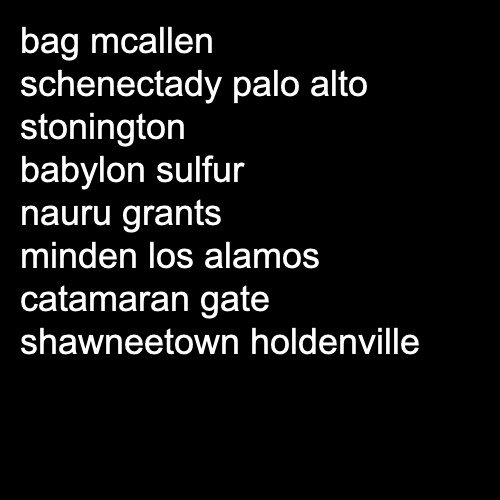 bag mcallen
schenectady palo alto
stonington
babylon sulfur
nauru grants
minden los alamos
catamaran gate
shawneetown holdenville